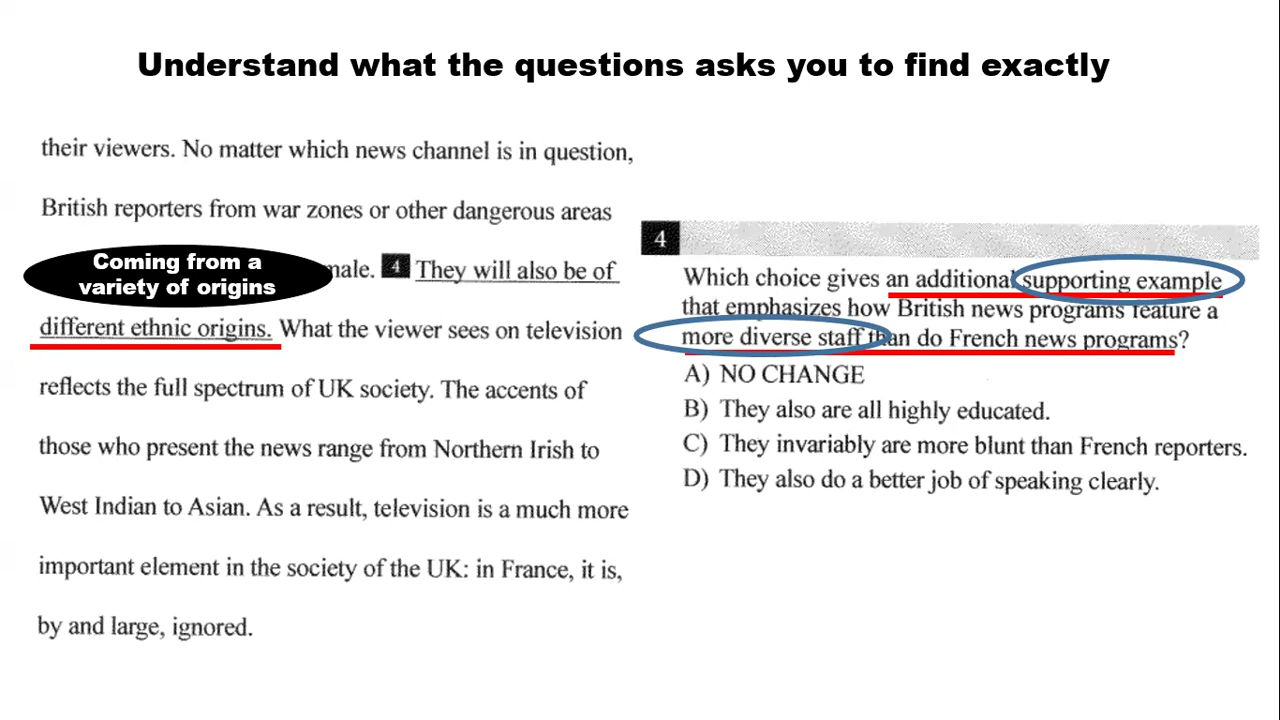 Understand what the questions asks you to find exactly
their viewers. No matter which news channel is in question,
British reporters from war zones or other dangerous areas
Coming from a
variety of origins
male. 4 They will also be of
different ethnic origins. What the viewer sees on television
reflects the full spectrum of UK society. The accents of
those who present the news range from Northern Irish to
West Indian to Asian. As a result, television is a much more
important element in the society of the UK: in France, it is,
by and large, ignored.
4
Which choice gives an additional supporting example
that emphasizes how British news programs feature a
more diverse staff than do French news programs?
A) NO CHANGE
B) They also are all highly educated.
C) They invariably are more blunt than French reporters.
D) They also do a better job of speaking clearly.